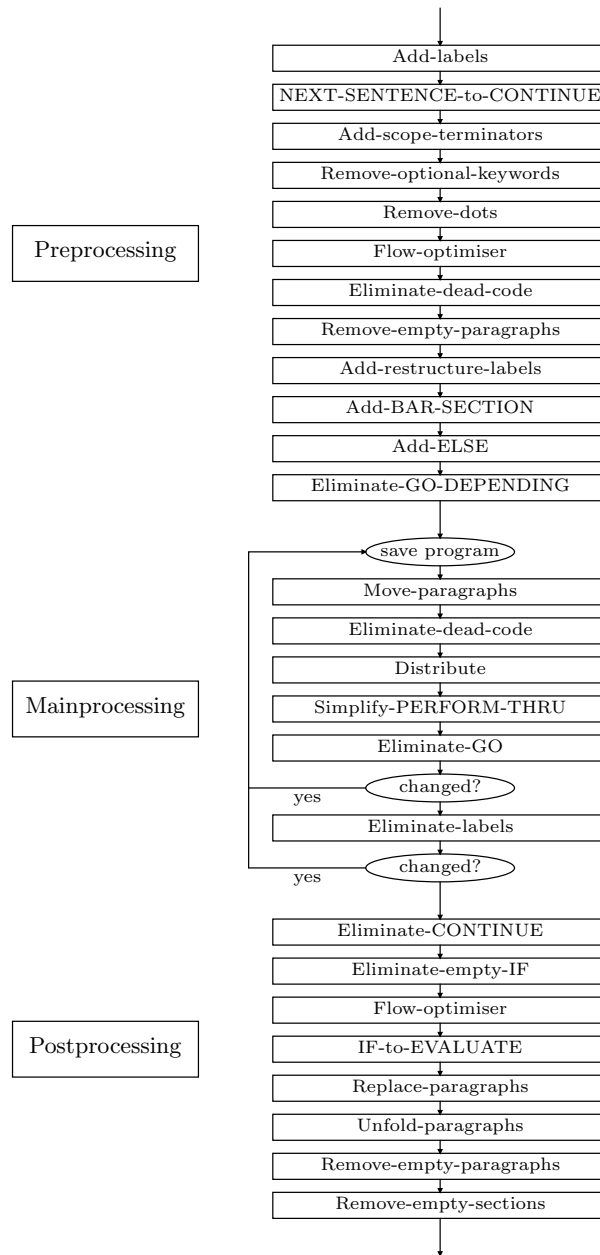 Add-labels
NEXT-SENTENCE-to-CONTINUE
Add-scope-terminators
Remove-optional-keywords
Remove-dots
Preprocessing
Flow-optimiser
Eliminate-dead-code
Remove-empty-paragraphs
Add-restructure-labels
Add-BAR-SECTION
Add-ELSE
Eliminate-GO-DEPENDING
save program
Move-paragraphs
Eliminate-dead-code
Distribute
Mainprocessing
Simplify-PERFORM-THRU
Eliminate-GO
changed?
yes
Eliminate-labels
changed?
yes
Eliminate-CONTINUE
Eliminate-empty-IF
Flow-optimiser
Postprocessing
IF-to-EVALUATE
Replace-paragraphs
Unfold-paragraphs
Remove-empty-paragraphs
Remove-empty-sections